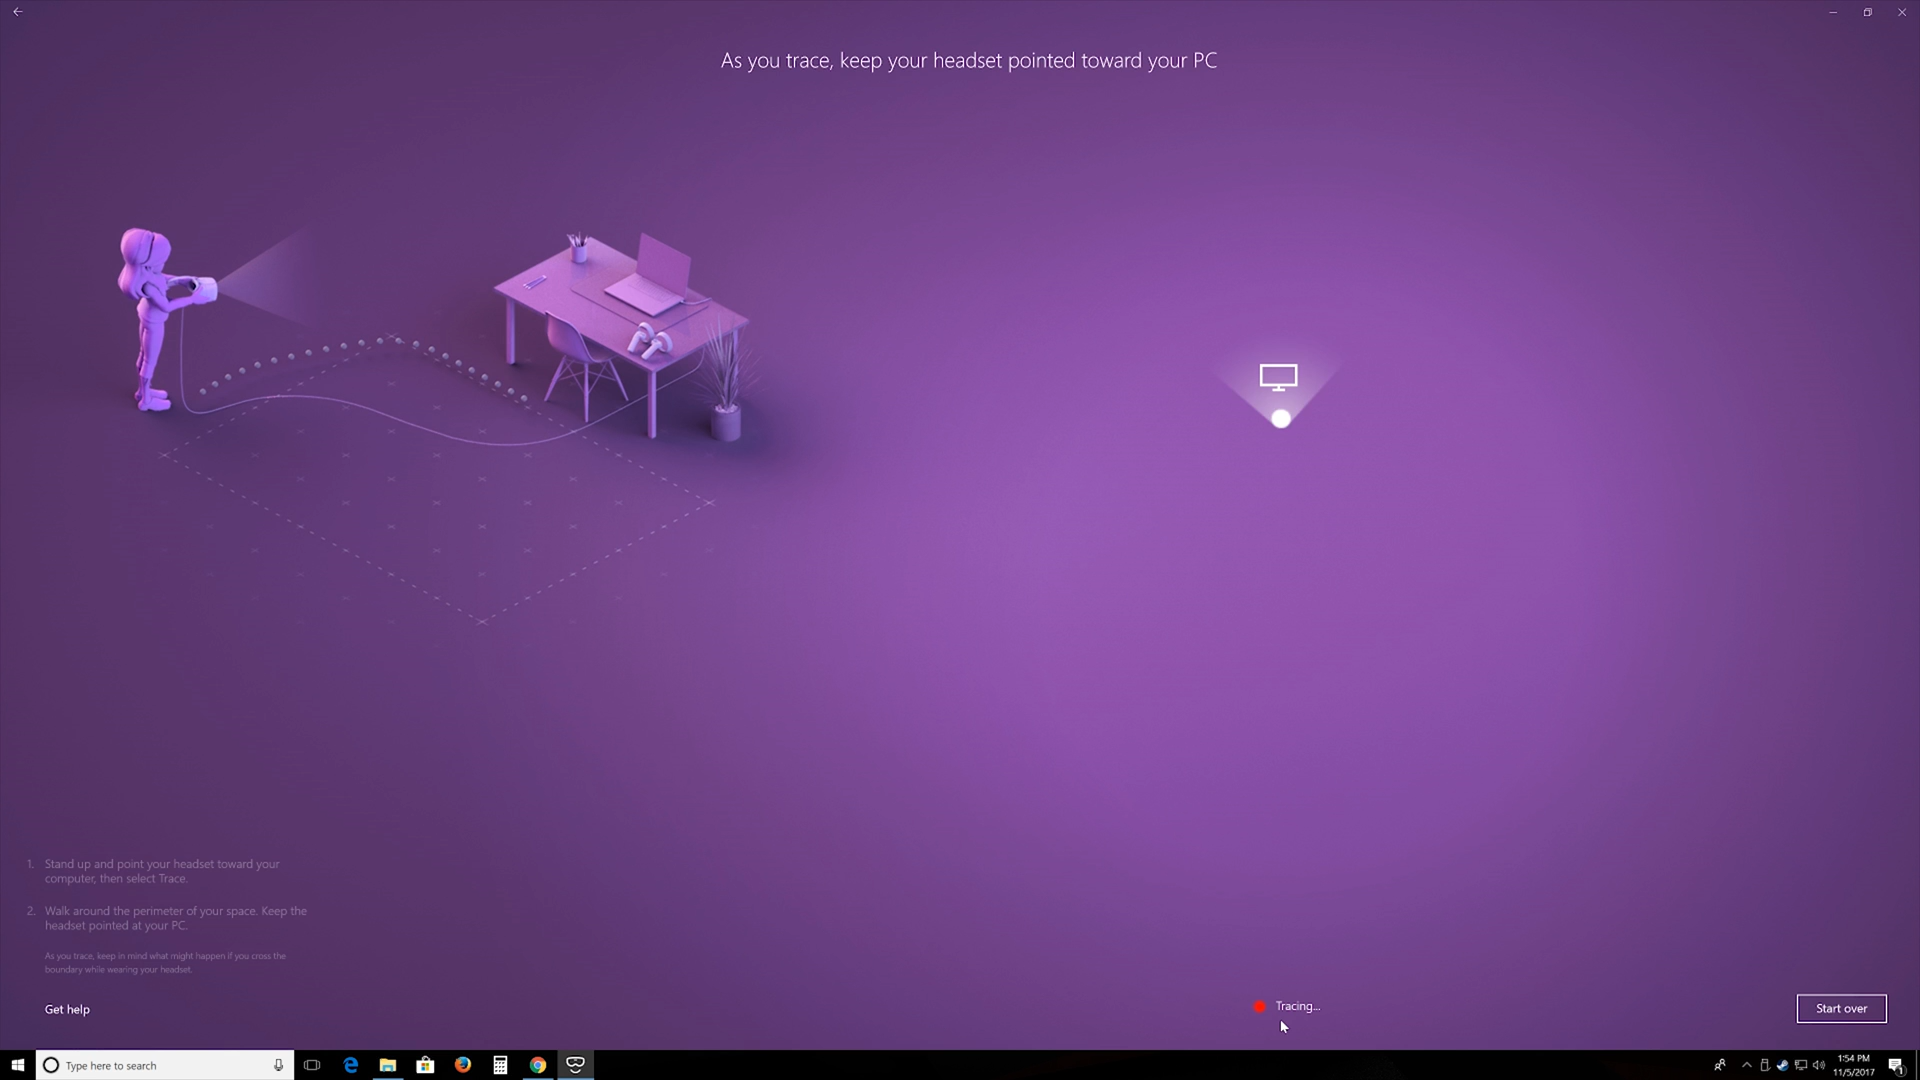 As you trace, keep your headset pointed toward your PC
1. Stand up and point your headset toward your
computer, then select Trace.
2. Walk around the perimeter of your space. Keep the
headset pointed at your PC.
As you trace, keep in mind what might happen if you cross the
boundary while wearing your headset.
Get help
Tracing...
Start over
Type here to search
1:54 PM
11/5/2017
1